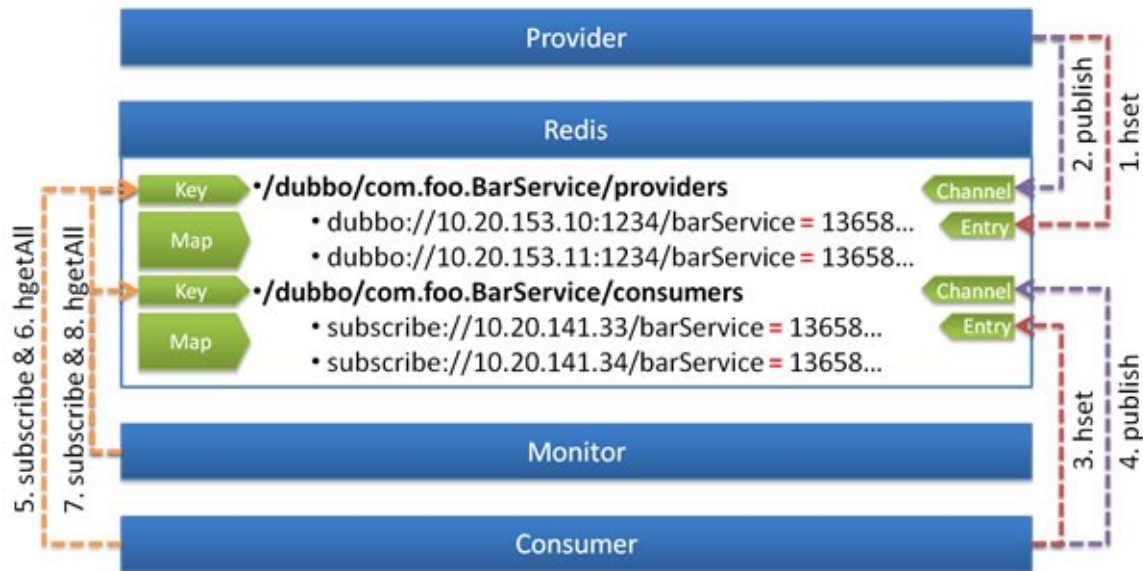 Provider
Redis
Key
•/dubbo/com.foo.BarService/providers
Channel
Map
• dubbo://10.20.153.10:1234/barService = 13658...
Entry
• dubbo://10.20.153.11:1234/barService = 13658...
Key
•/dubbo/com.foo.BarService/consumers
Channel
Map
• subscribe://10.20.141.33/barService = 13658...
Entry
• subscribe://10.20.141.34/barService = 13658...
Monitor
Consumer
5. subscribe & 6. hgetAll
7. subscribe & 8. hgetAll
2. publish
1. hset
3. hset
4. publish